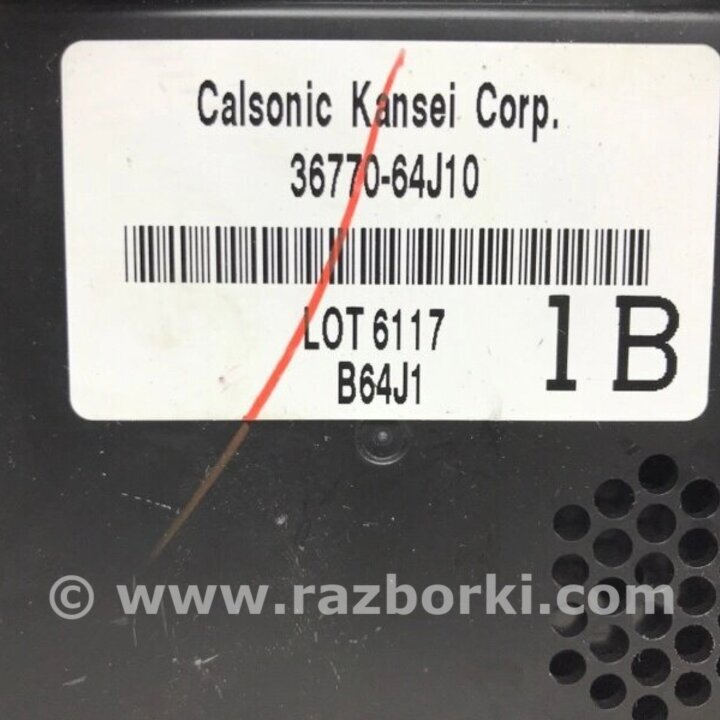 Calsonic Kansei Corp.
36770-64J10
LOT 6117
B64J1
1B
© www.razborki.com